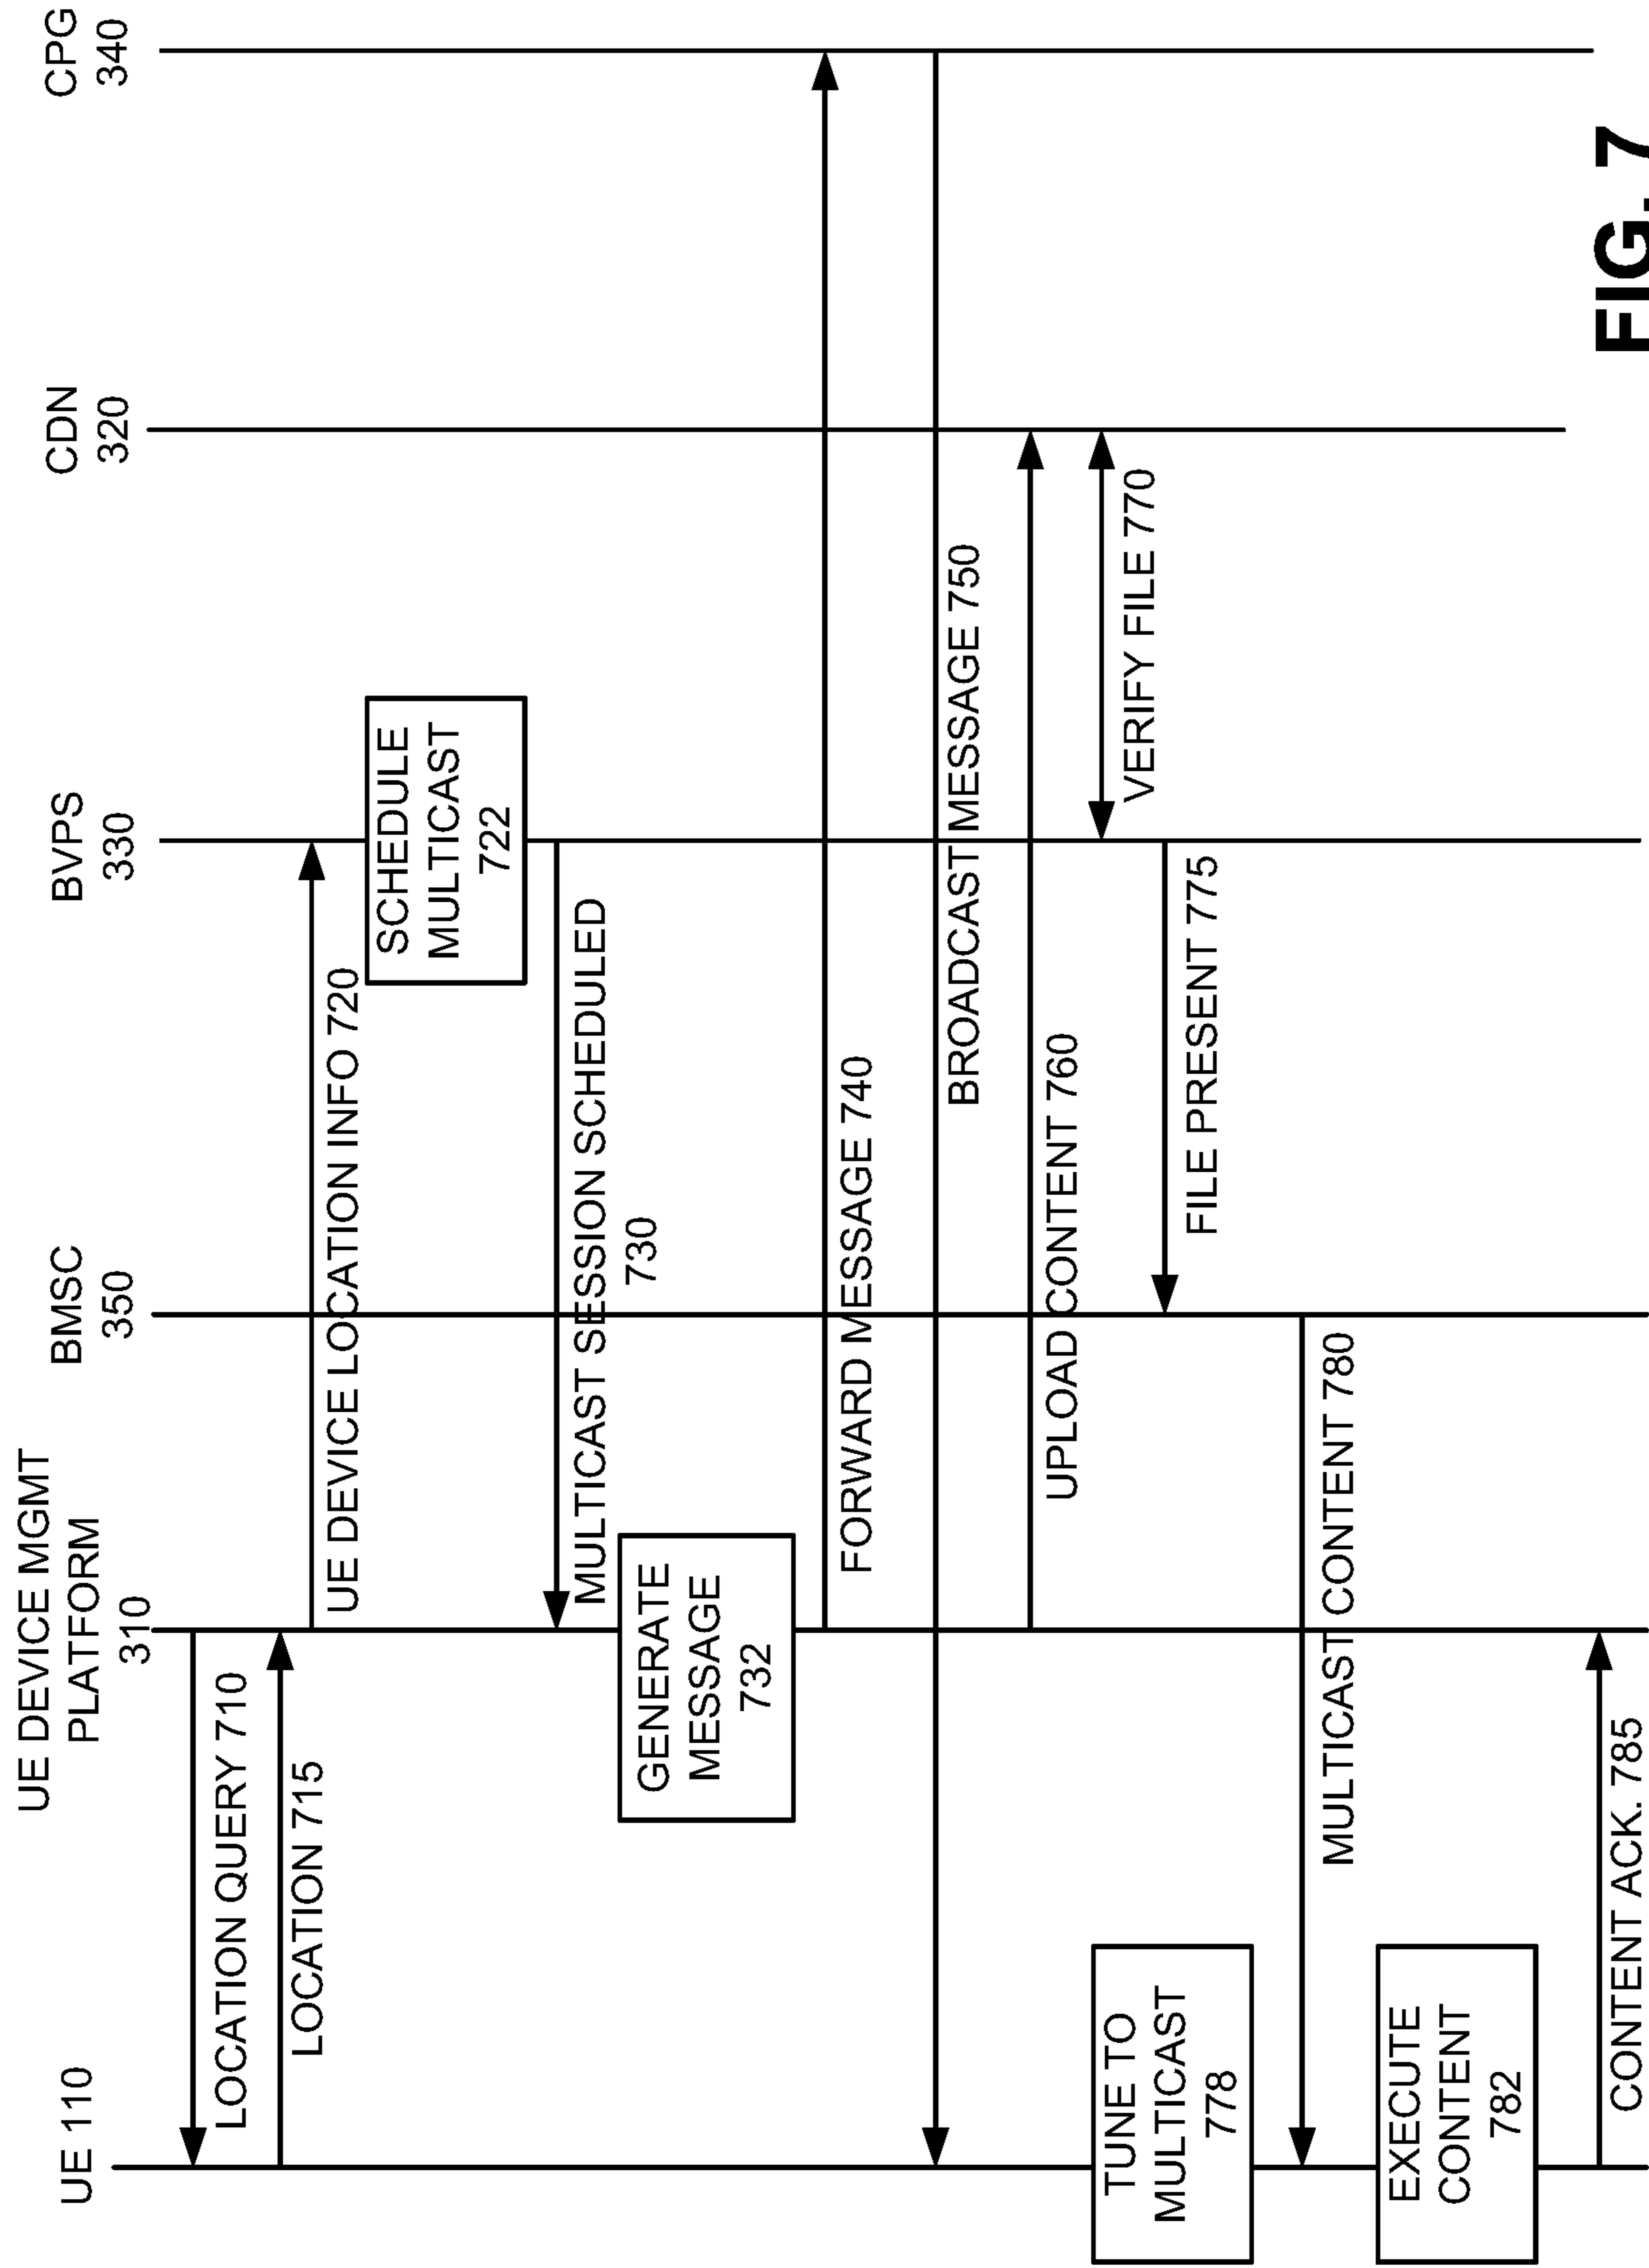 UE 110
UE DEVICE MGMT
PLATFORM
310
BMSC
350
BVPS
330
CDN
320
CPG
340
LOCATION QUERY 710
LOCATION 715
UE DEVICE LOCATION INFO 720
SCHEDULE
MULTICAST
722
MULTICAST SESSION SCHEDULED
730
GENERATE
MESSAGE
732
FORWARD MESSAGE 740
BROADCAST MESSAGE 750
UPLOAD CONTENT 760
VERIFY FILE 770
FILE PRESENT 775
TUNE TO
MULTICAST
778
MULTICAST CONTENT 780
EXECUTE
CONTENT
782
CONTENT ACK. 785
FIG. 7